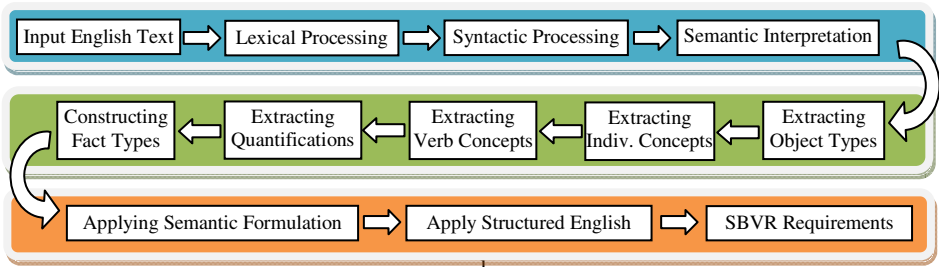 Input English Text
Lexical Processing
Syntactic Processing
Semantic Interpretation
Extracting
Object Types
Extracting
Indiv. Concepts
Extracting
Verb Concepts
Extracting
Quantifications
Constructing
Fact Types
Applying Semantic Formulation
Apply Structured English
SBVR Requirements